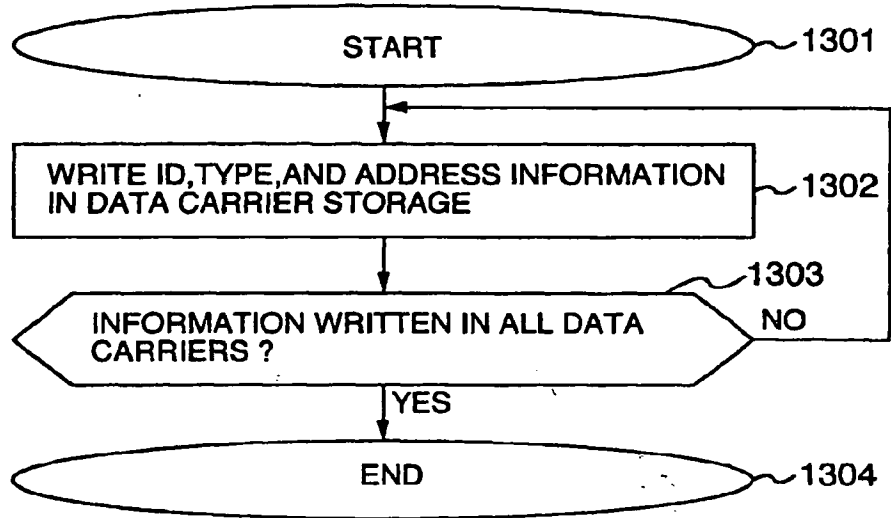 START
1301
WRITE ID,TYPE,AND ADDRESS INFORMATION
IN DATA CARRIER STORAGE
1302
1303
INFORMATION WRITTEN IN ALL DATA
CARRIERS ?
NO
YES
END
1304